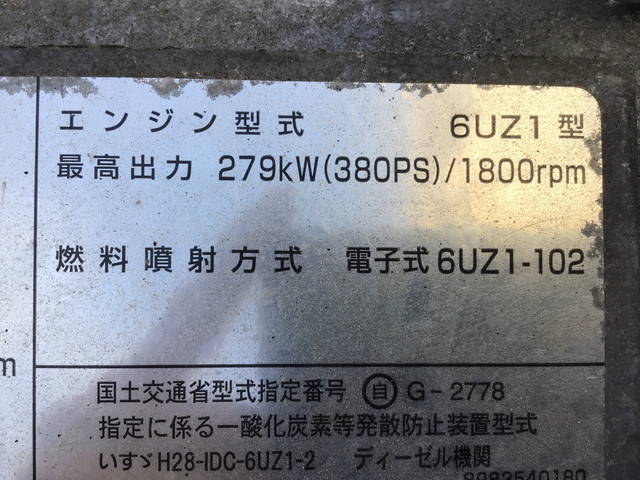 エンジン型式 6UZ1型
最高出力 279kW(380PS)/1800rpm
燃料噴射方式 電子式6UZ1-102
m
国土交通省型式指定番号 自 G-2778
指定に係る一酸化炭素等発散防止装置型式
いすゞH28-IDC-6UZ1-2 ディーゼル機関
8982540180